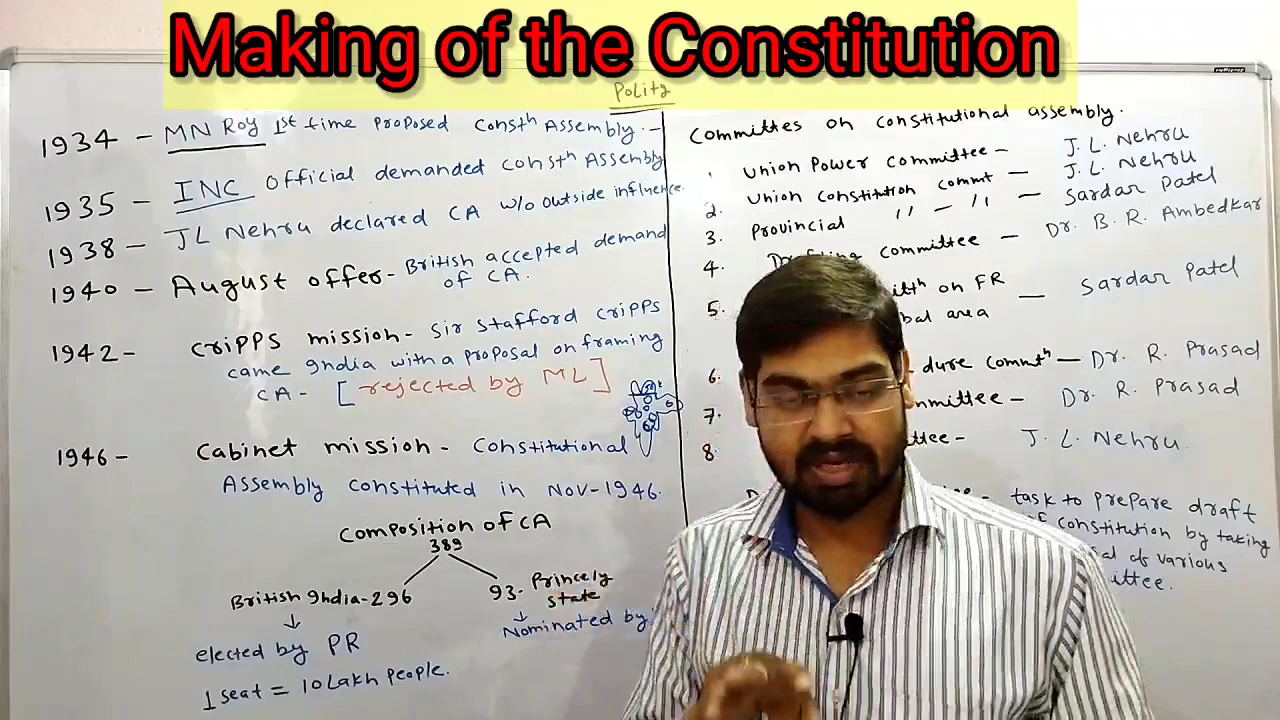 Making of the Constitution
Polity
1934 - MN Roy 1st time proposed Constn Assembly. -
1935 - INC Official demanded constn Assembly
1938 - JL Nehru declared CA w/o outside influence.
1940 - August offer - British accepted demand
of CA.
1942 - Cripps mission - Sir Stafford Cripps
came India with a proposal on framing
CA - [rejected by ML]
1946 - Cabinet mission - Constitutional
Assembly constituted in Nov-1946.
Composition of CA
389
British India - 296
93 - Princely
state
elected by PR
Nominated by
1 seat = 10 Lakh people.
Committes on constitutional assembly.
1 Union Power Committee - J. L. Nehru
2. Union Constitution Commt - J. L. Nehru
3. Provincial " - " - Sardar Patel
4. Drafting committee - Dr. B. R. Ambedkar
5. on FR
area - Sardar Patel
6. Commtn - Dr. R. Prasad
7. - Dr. R. Prasad
8. - J. L. Nehru.
- task to prepare draft
of constitution by taking
of various